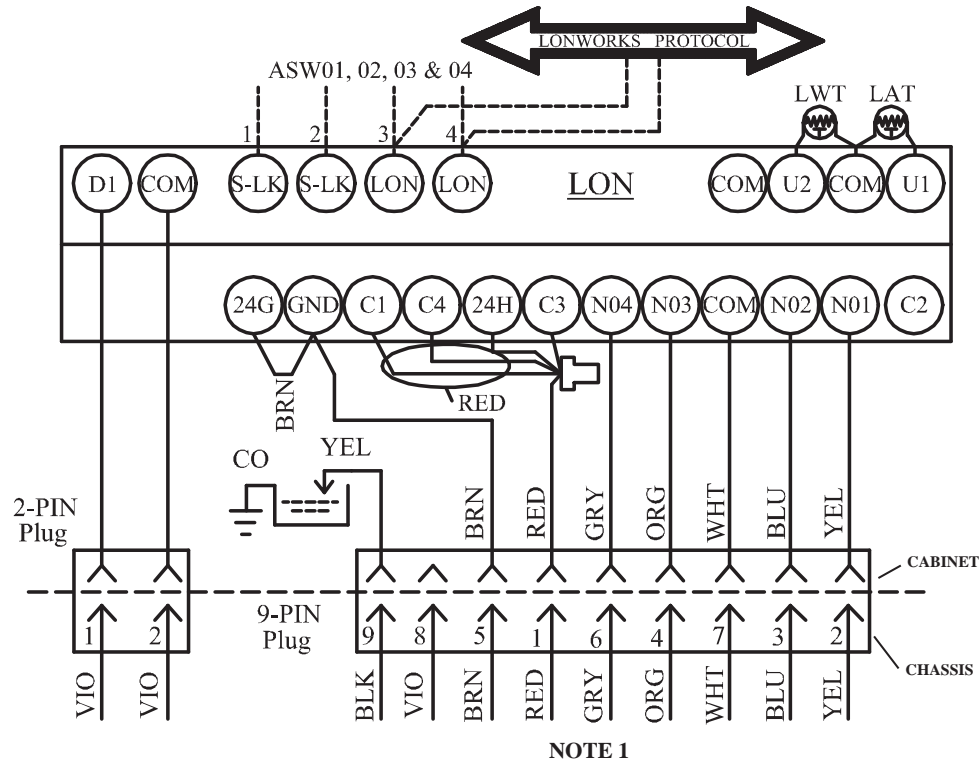 LONWORKS PROTOCOL
ASW01, 02, 03 & 04
LWT LAT
1 2 3 4
D1 COM S-LK S-LK LON LON LON COM U2 COM U1
24G GND C1 C4 24H C3 N04 N03 COM N02 N01 C2
BRN
RED
CO YEL
2-PIN
Plug
BRN RED GRY ORG WHT BLU YEL
CABINET
9-PIN
Plug
1 2 9 8 5 1 6 4 7 3 2
CHASSIS
VIO VIO BLK VIO BRN RED GRY ORG WHT BLU YEL
NOTE 1